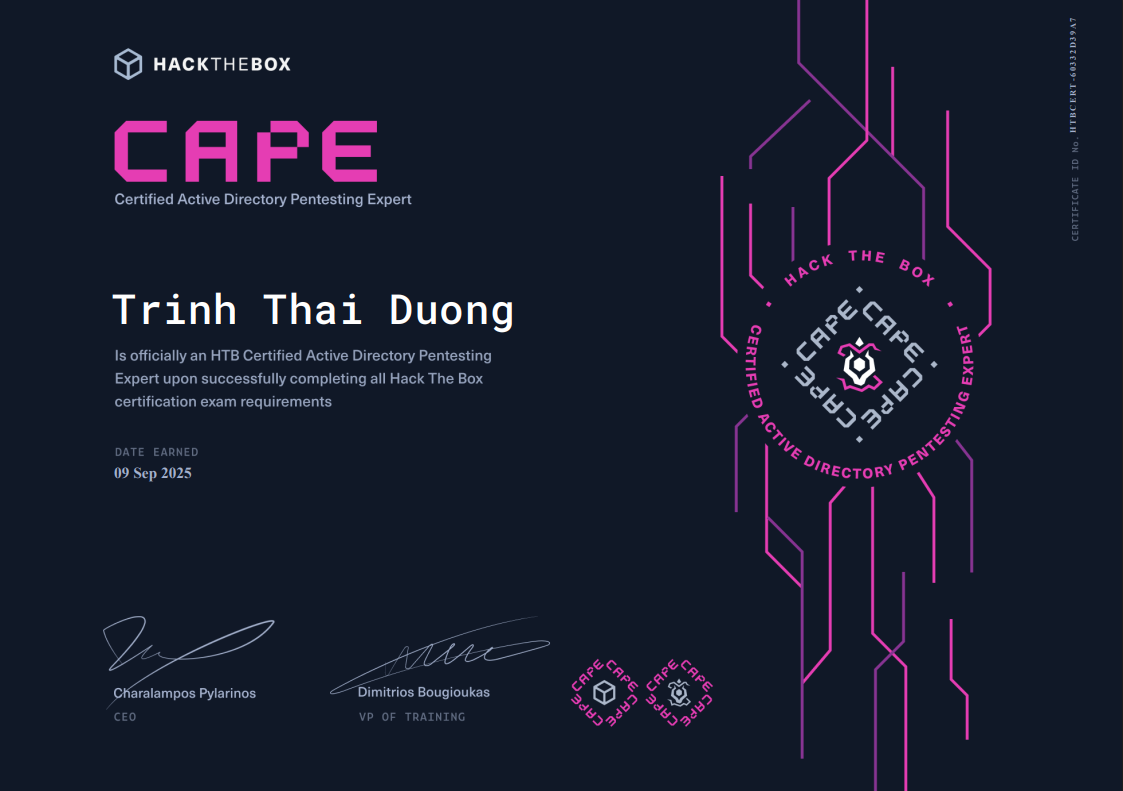 HACKTHEBOX
CAPE
Certified Active Directory Pentesting Expert
Trinh Thai Duong
Is officially an HTB Certified Active Directory Pentesting
Expert upon successfully completing all Hack The Box
certification exam requirements
DATE EARNED
09 Sep 2025
Charalampos Pylarinos
CEO
Dimitrios Bougioukas
VP OF TRAINING
CAPE CAPE CAPE CAPE
CAPE CAPE CAPE CAPE
HACK THE BOX
CERTIFIED ACTIVE DIRECTORY PENTESTING EXPERT
CAPE CAPE CAPE CAPE
CERTIFICATE ID No. HTBCERT-60332D39A7